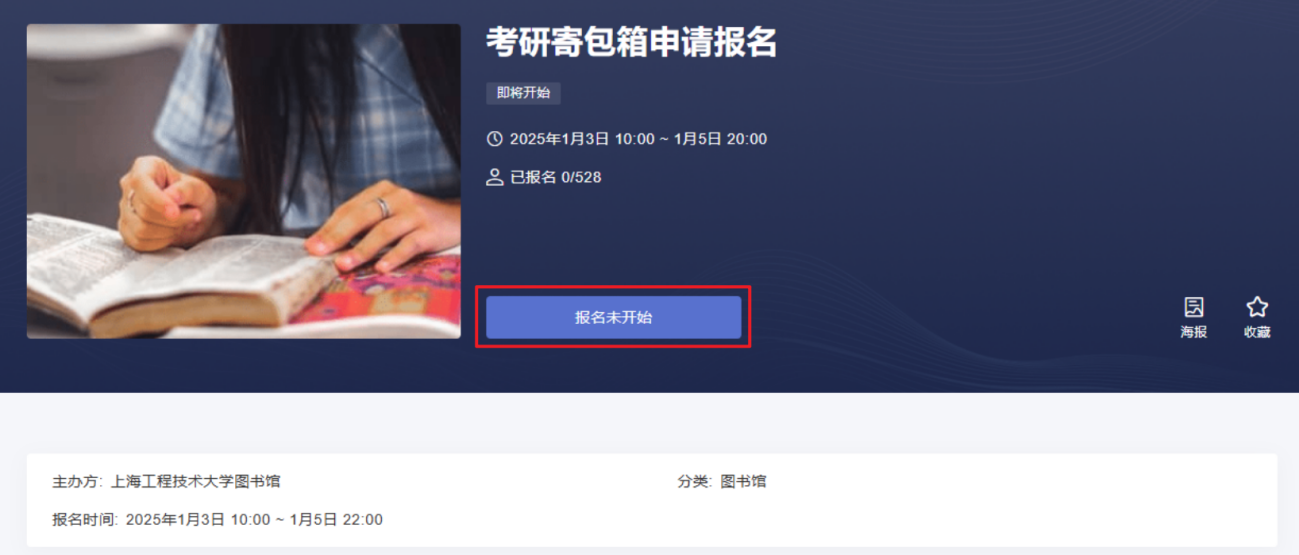 考研寄包箱申请报名
即将开始
2025年1月3日 10:00 ~ 1月5日 20:00
已报名 0/528
报名未开始
海报
收藏
主办方: 上海工程技术大学图书馆
分类: 图书馆
报名时间: 2025年1月3日 10:00 ~ 1月5日 22:00